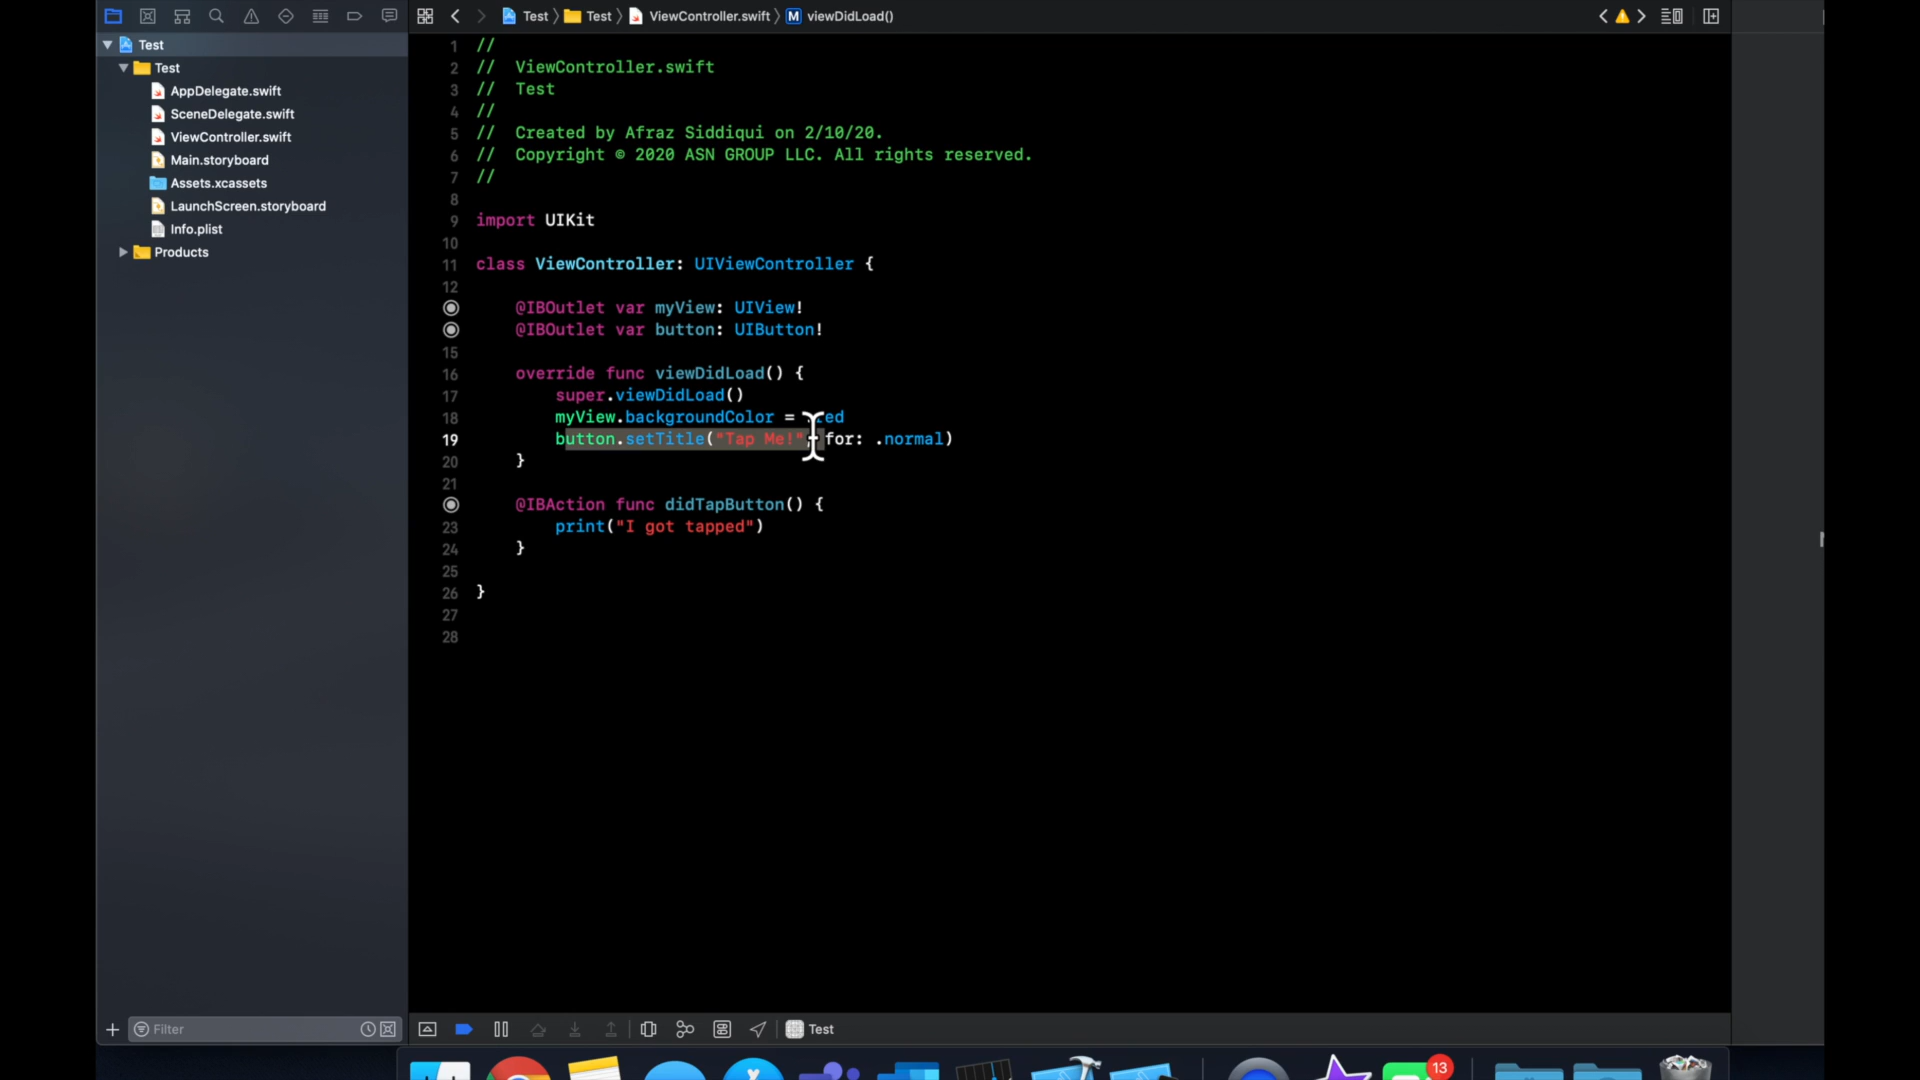 Test
Test
AppDelegate.swift
SceneDelegate.swift
ViewController.swift
Main.storyboard
Assets.xcassets
LaunchScreen.storyboard
Info.plist
Products
Filter
Test
Test
ViewController.swift
M
viewDidLoad()
1 //
2 // ViewController.swift
3 // Test
4 //
5 // Created by Afraz Siddiqui on 2/10/20.
6 // Copyright © 2020 ASN GROUP LLC. All rights reserved.
7 //
8
9 import UIKit
10
11 class ViewController: UIViewController {
12
@IBOutlet var myView: UIView!
@IBOutlet var button: UIButton!
15
16 override func viewDidLoad() {
17 super.viewDidLoad()
18 myView.backgroundColor = red
19 button.setTitle("Tap Me!" for: .normal)
20 }
21
@IBAction func didTapButton() {
23 print("I got tapped")
24 }
25
26 }
27
28
Test
13